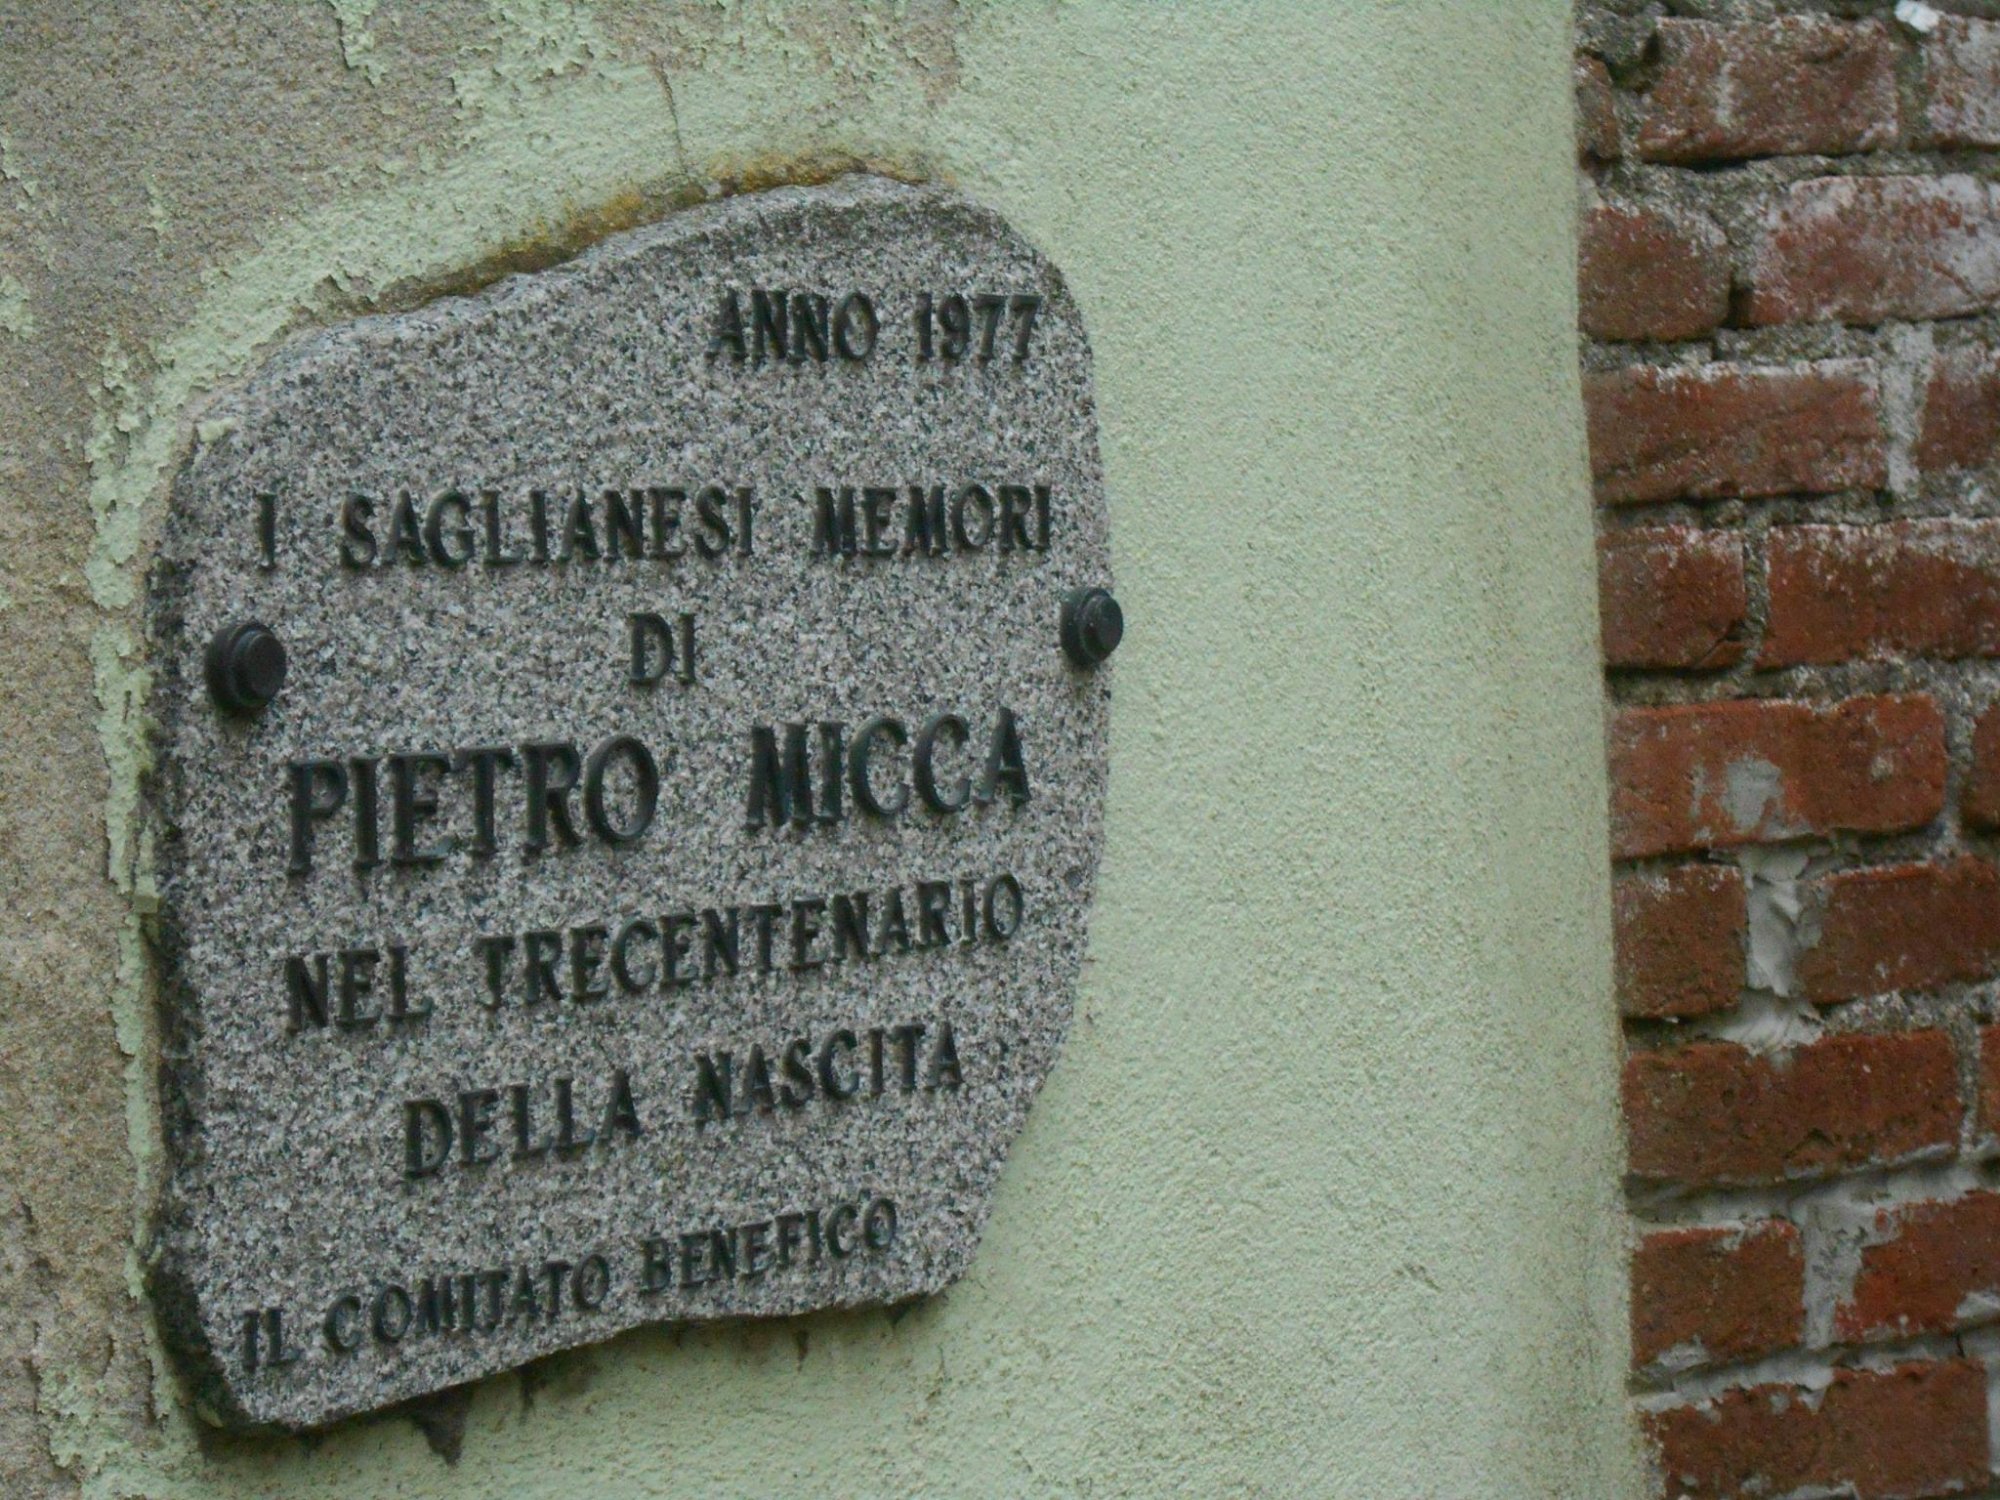 ANNO 1977
I SAGLIANESI MEMORI
DI
PIETRO MICCA
NEL TRECENTENARIO
DELLA NASCITA
IL COMITATO BENEFICO